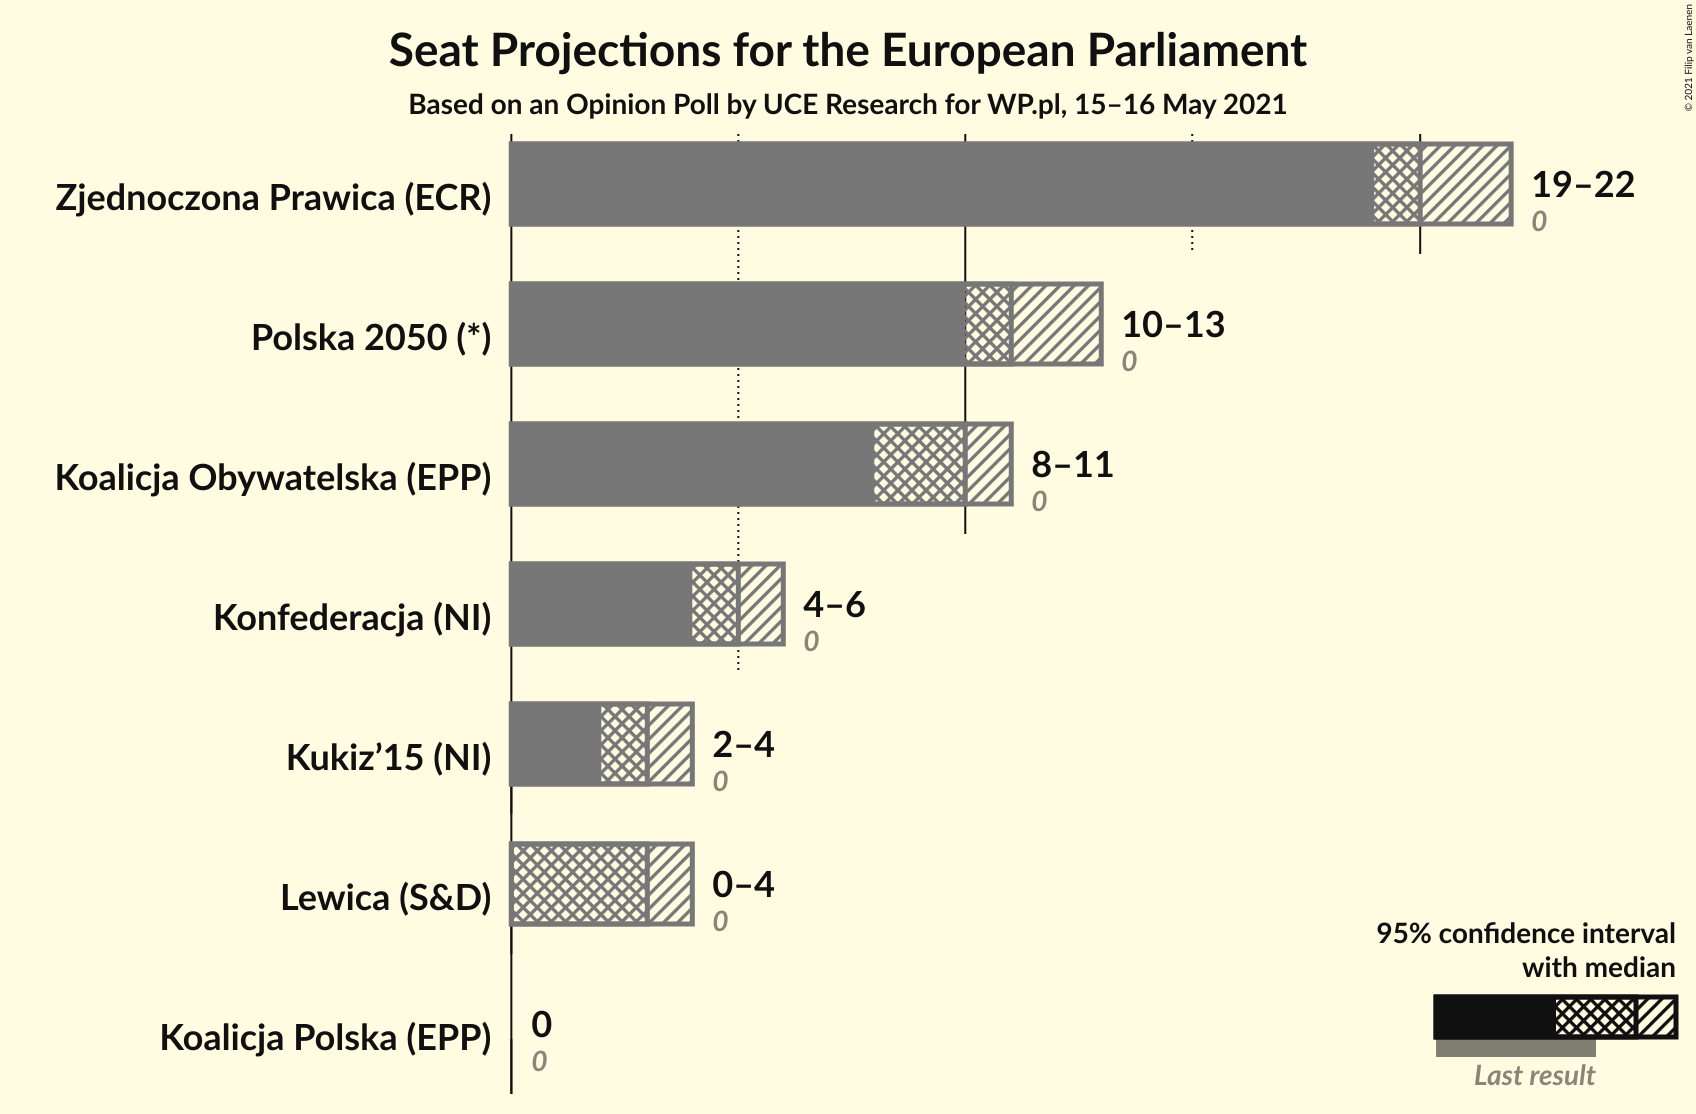 Seat Projections for the European Parliament
Based on an Opinion Poll by UCE Research for WP.pl, 15–16 May 2021
© 2021 Filip van Laenen
Zjednoczona Prawica (ECR)
19–22
0
Polska 2050 (*)
10–13
0
Koalicja Obywatelska (EPP)
8–11
0
Konfederacja (NI)
4–6
0
Kukiz’15 (NI)
2–4
0
Lewica (S&D)
0–4
0
Koalicja Polska (EPP)
0
0
95% confidence interval
with median
Last result